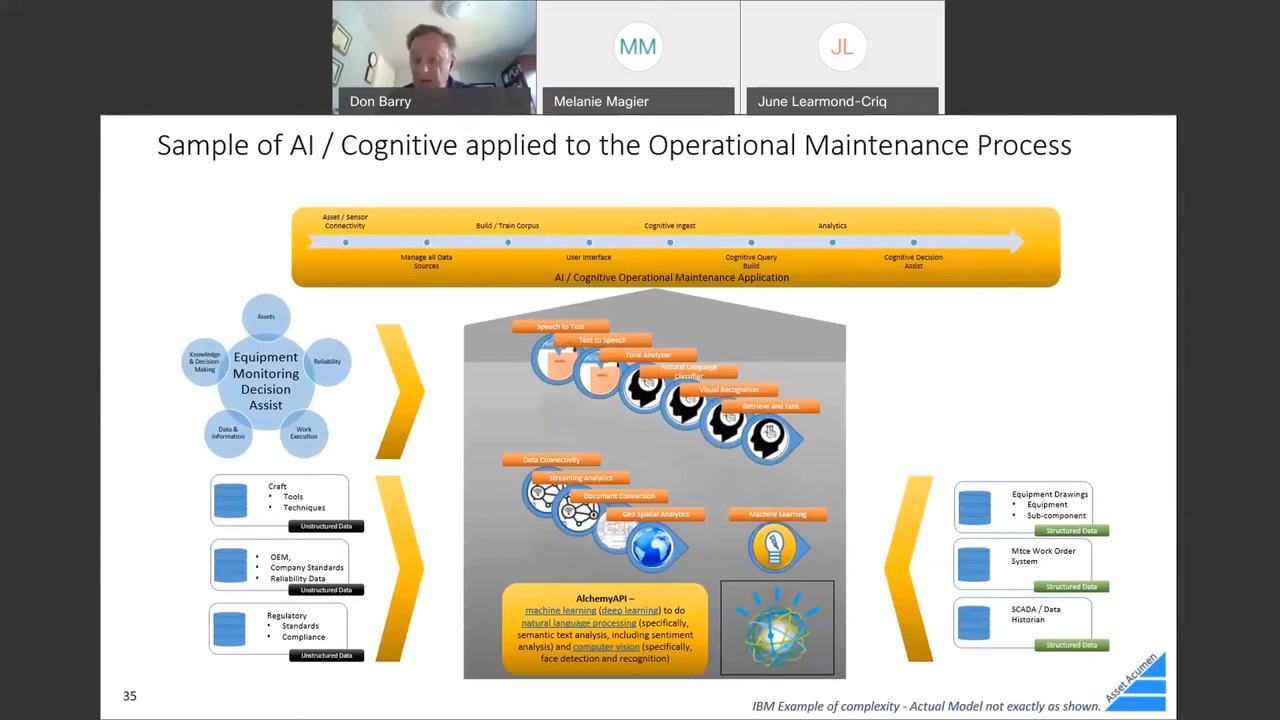 MM
JL
Don Barry
Melanie Magier
June Learmond-Criq
Sample of AI / Cognitive applied to the Operational Maintenance Process
Asset / Sensor
Connectivity
Build / Train Corpus
Cognitive Ingest
Analytics
Manage all Data
Sources
User Interface
Cognitive Query
Build
Cognitive Decision
Assist
AI / Cognitive Operational Maintenance Application
Assets
Knowledge
& Decision-
Making
Reliability
Equipment
Monitoring
Decision
Assist
Data &
Information
Work
Execution
Speech to Text
Text to Speech
Tone Analyzer
Natural Language
Classifier
Visual Recognition
Retrieve and Rank
Data Connectivity
Streaming Analytics
Document Conversion
Geo Spatial Analytics
Machine Learning
Craft
• Tools
• Techniques
Unstructured Data
• OEM,
Company Standards
• Reliability Data
Unstructured Data
Regulatory
• Standards
• Compliance
Unstructured Data
Equipment Drawings
• Equipment
• Sub-component
Structured Data
Mtce Work Order
System
Structured Data
SCADA / Data
Historian
Structured Data
AlchemyAPI –
machine learning (deep learning) to do
natural language processing (specifically,
semantic text analysis, including sentiment
analysis) and computer vision (specifically,
face detection and recognition)
35
IBM Example of complexity - Actual Model not exactly as shown.
Asset Acumen